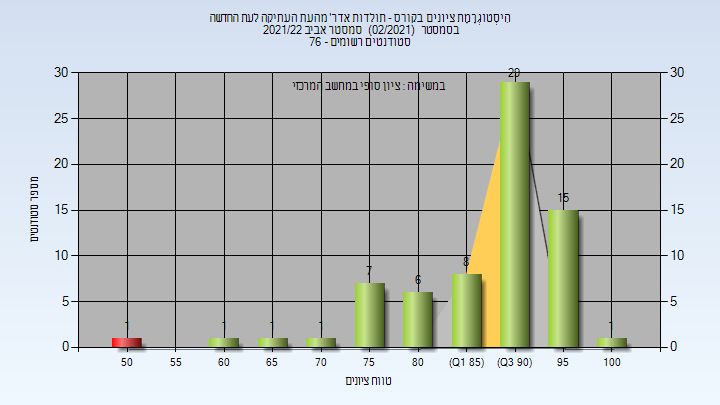 הִיסְטוֹגְרָמַת ציונים בקורס - תולדות אדר' מהעת העתיקה לעת החדשה
בסמסטר (02/2021) סמסטר אביב 2021/22
סטודנטים רשומים - 76
במשימה : ציון סופי במחשב המרכזי
30 30
25 25
20 20
15 15
10 10
5 5
0 0
מספר סטודנטים
1 1 1 1 7 6 8 29 15 1
50 55 60 65 70 75 80 (Q1 85) (Q3 90) 95 100
טווח ציונים